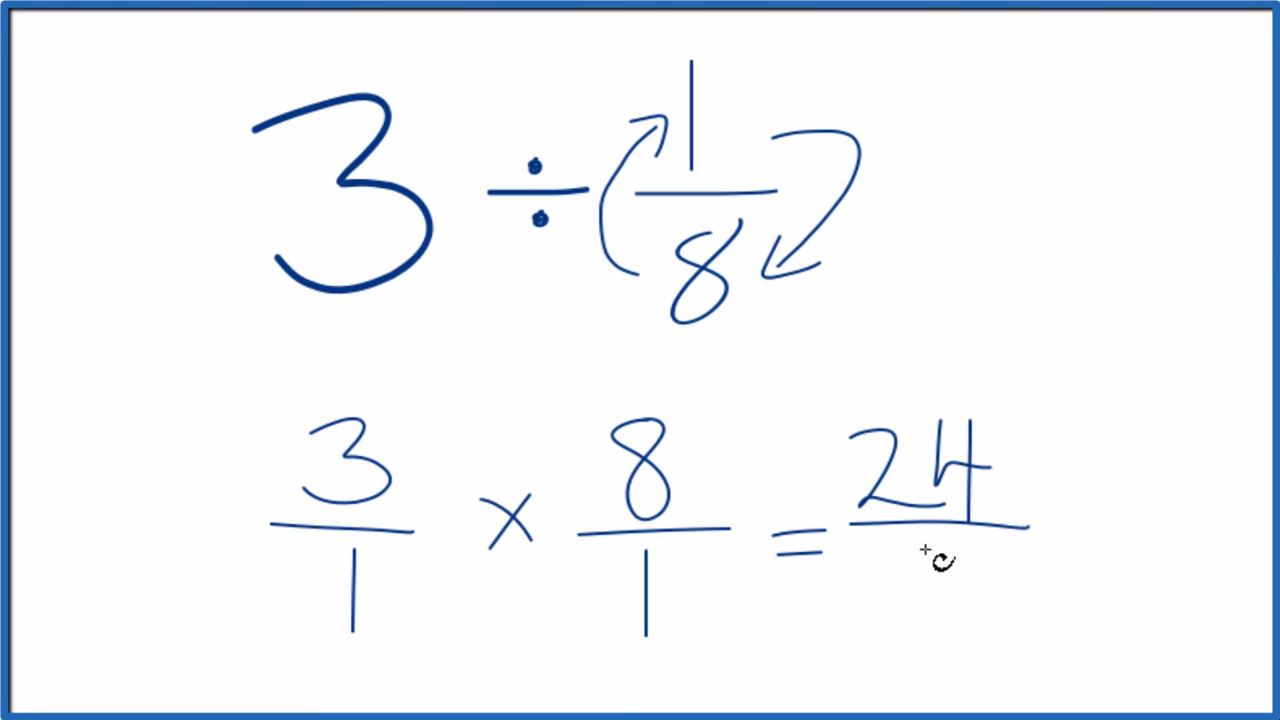 3 ÷ 1/8
3/1 × 8/1 = 24/